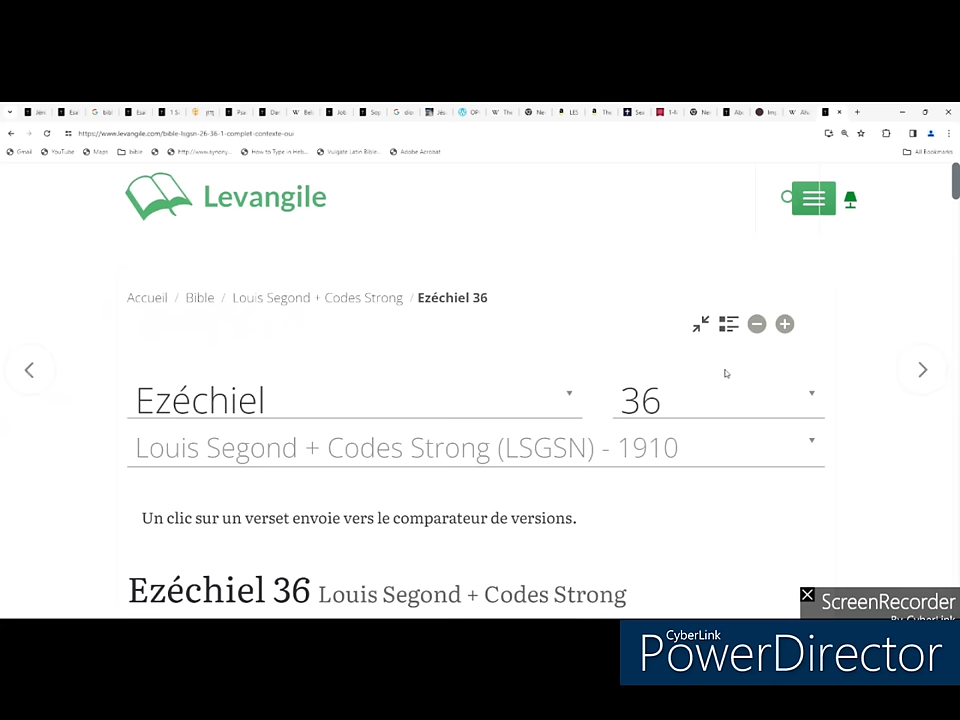 https://www.levangile.com/bible-lsgsn-26-36-1-complet-contexte-oui
Gmail YouTube Maps bible How to Type in Heb... Vulgate Latin Bible... Adobe Acrobat All Bookmarks
Levangile
Accueil / Bible / Louis Segond + Codes Strong / Ezéchiel 36
Ezéchiel 36
Louis Segond + Codes Strong (LSGSN) - 1910
Un clic sur un verset envoie vers le comparateur de versions.
Ezéchiel 36 Louis Segond + Codes Strong
ScreenRecorder
By CyberLink
CyberLink
PowerDirector